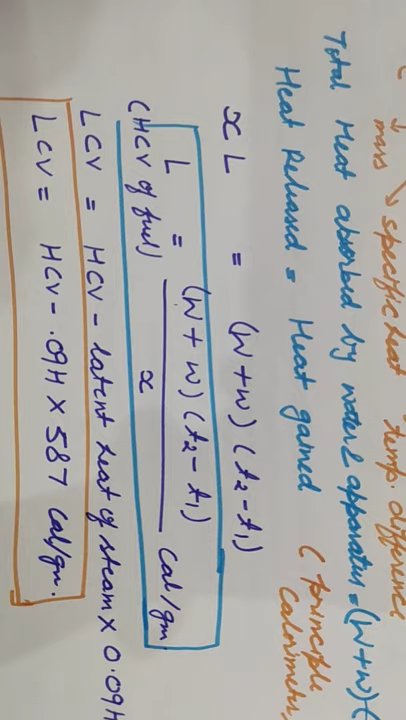 mass specific heat temp. difference
Total Heat absorbed by water & apparatus = (W+w)(
Heat Released = Heat gained (principle
calorimetry
xL = (W+w)(t₂-t₁)
L = (W+w)(t₂-t₁) / x cal/gm
(HCV of fuel)
LCV = HCV - latent heat of steam × 0.09H
LCV = HCV - .09H × 587 cal/gm.